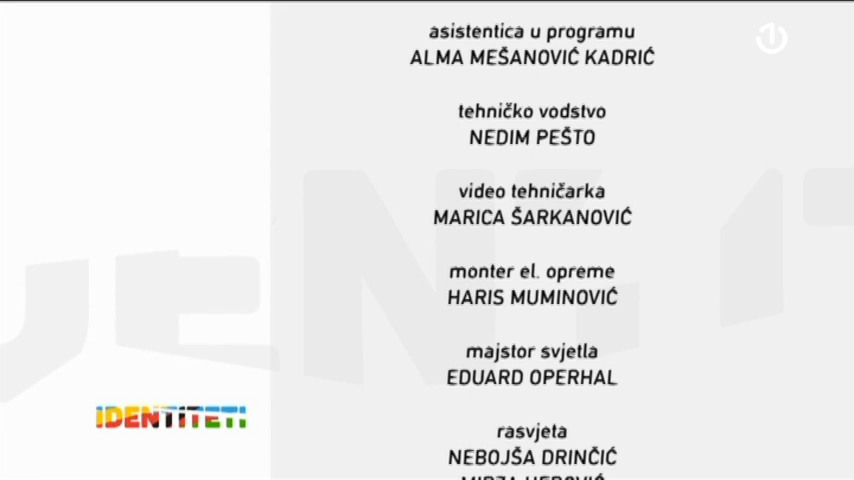 asistentica u programu
ALMA MEŠANOVIĆ KADRIĆ
tehničko vodstvo
NEDIM PEŠTO
video tehničarka
MARICA ŠARKANOVIĆ
monter el. opreme
HARIS MUMINOVIĆ
majstor svjetla
EDUARD OPERHAL
rasvjeta
NEBOJŠA DRINČIĆ
IDENTITETI